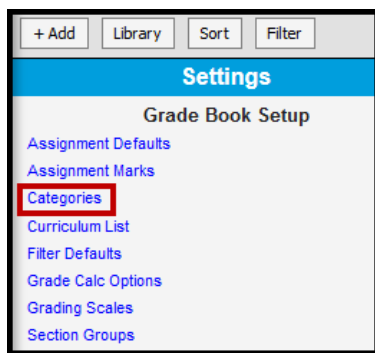 + Add Library Sort Filter
Settings
Grade Book Setup
Assignment Defaults
Assignment Marks
Categories
Curriculum List
Filter Defaults
Grade Calc Options
Grading Scales
Section Groups